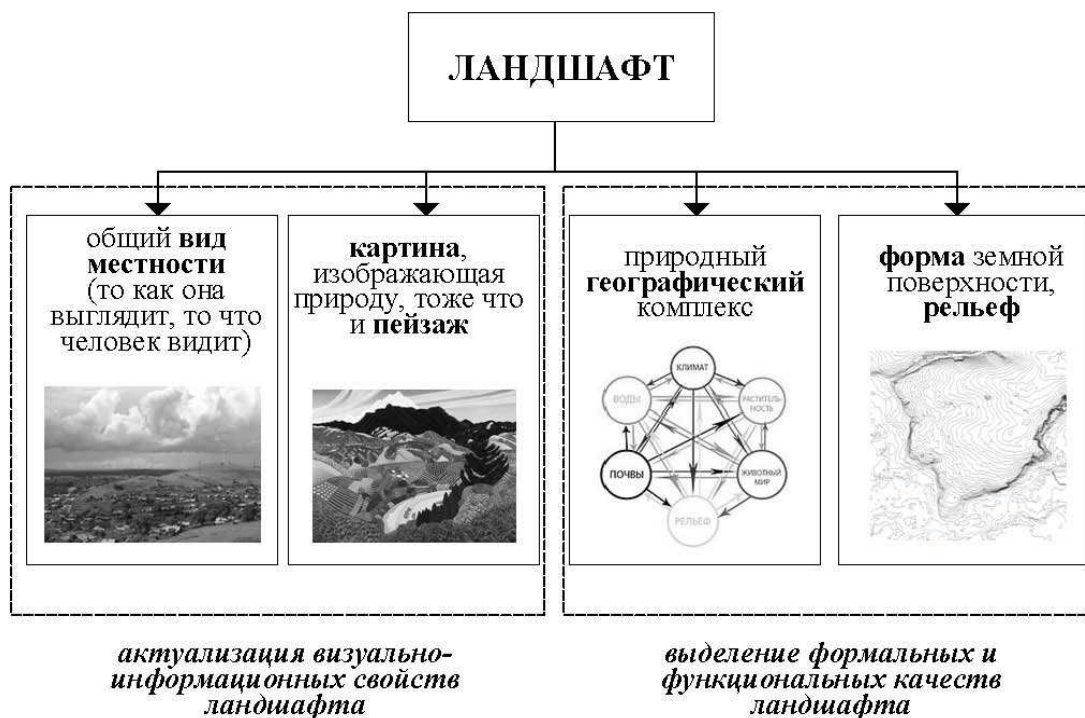 ЛАНДШАФТ
общий вид
местности
(то как она
выглядит, то что
человек видит)
картина,
изображающая
природу, тоже что
и пейзаж
природный
географический
комплекс
КЛИМАТ
ВОДЫ
РАСТИТЕЛЬ-
НОСТЬ
ПОЧВЫ
ЖИВОТНЫЙ
МИР
РЕЛЬЕФ
форма земной
поверхности,
рельеф
актуализация визуально-
информационных свойств
ландшафта
выделение формальных и
функциональных качеств
ландшафта